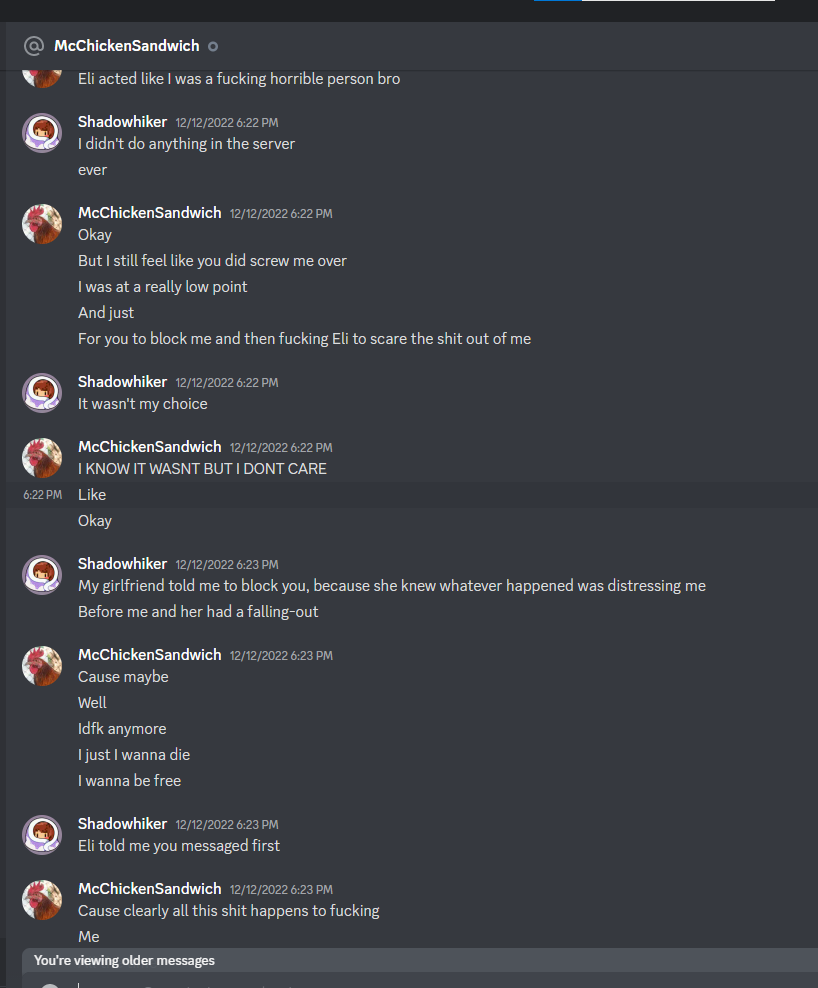 McChickenSandwich
Eli acted like I was a fucking horrible person bro
Shadowhiker 12/12/2022 6:22 PM
I didn't do anything in the server
ever
McChickenSandwich 12/12/2022 6:22 PM
Okay
But I still feel like you did screw me over
I was at a really low point
And just
For you to block me and then fucking Eli to scare the shit out of me
Shadowhiker 12/12/2022 6:22 PM
It wasn't my choice
McChickenSandwich 12/12/2022 6:22 PM
I KNOW IT WASNT BUT I DONT CARE
6:22 PM Like
Okay
Shadowhiker 12/12/2022 6:23 PM
My girlfriend told me to block you, because she knew whatever happened was distressing me
Before me and her had a falling-out
McChickenSandwich 12/12/2022 6:23 PM
Cause maybe
Well
Idfk anymore
I just I wanna die
I wanna be free
Shadowhiker 12/12/2022 6:23 PM
Eli told me you messaged first
McChickenSandwich 12/12/2022 6:23 PM
Cause clearly all this shit happens to fucking
Me
You're viewing older messages